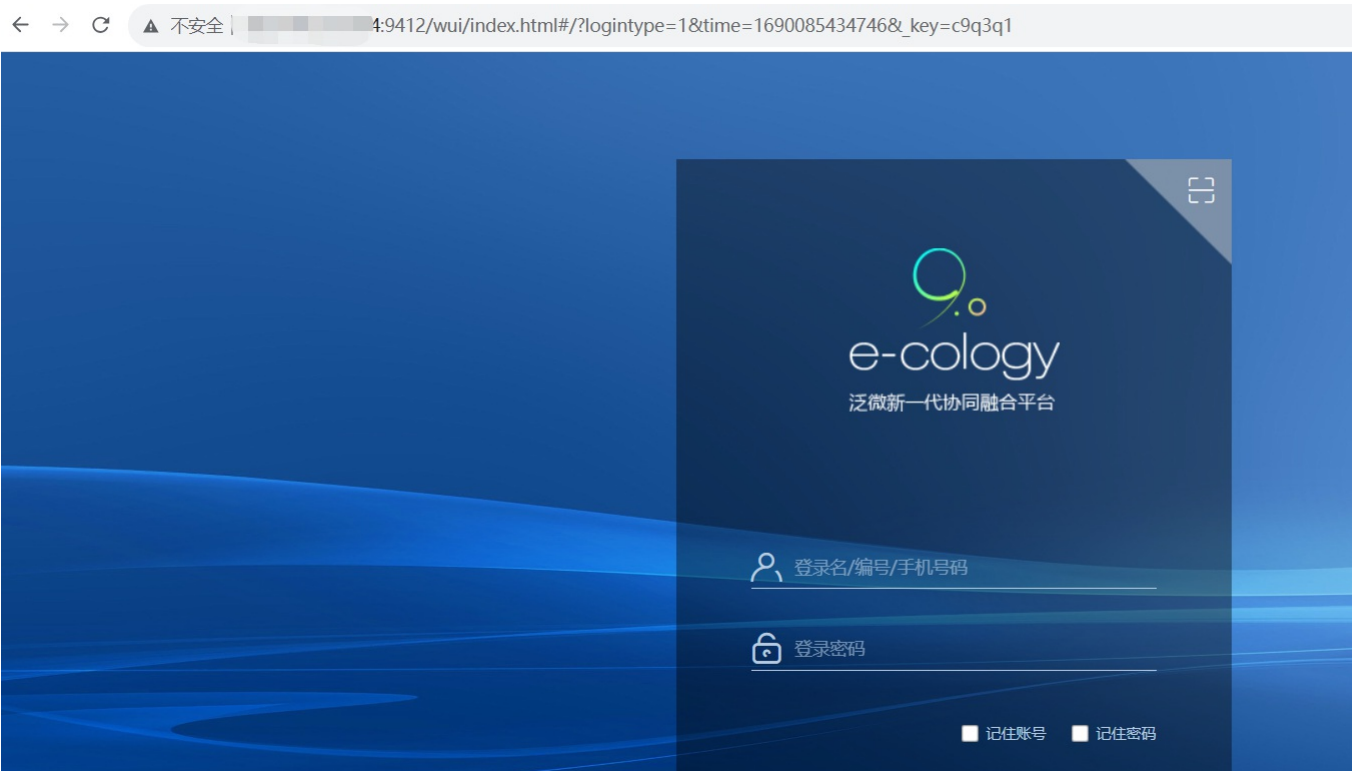 不安全 4:9412/wui/index.html#/?logintype=1&time=1690085434746&_key=c9q3q1
9.0
e-cology
泛微新一代协同融合平台
登录名/编号/手机号码
登录密码
记住账号 记住密码